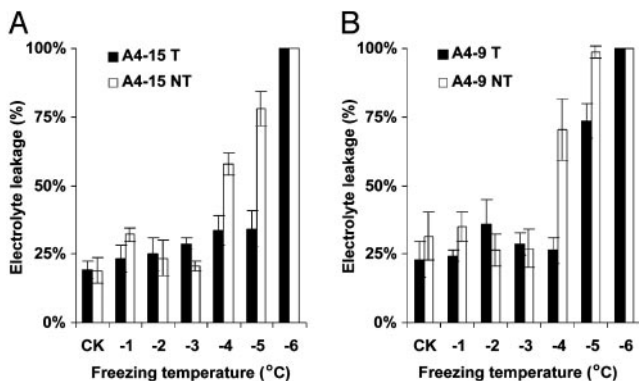 A
Electrolyte leakage (%)
100%
75%
50%
25%
0%
A4-15 T
A4-15 NT
CK -1 -2 -3 -4 -5 -6
Freezing temperature (°C)
B
Electrolyte leakage (%)
100%
75%
50%
25%
0%
A4-9 T
A4-9 NT
CK -1 -2 -3 -4 -5 -6
Freezing temperature (°C)